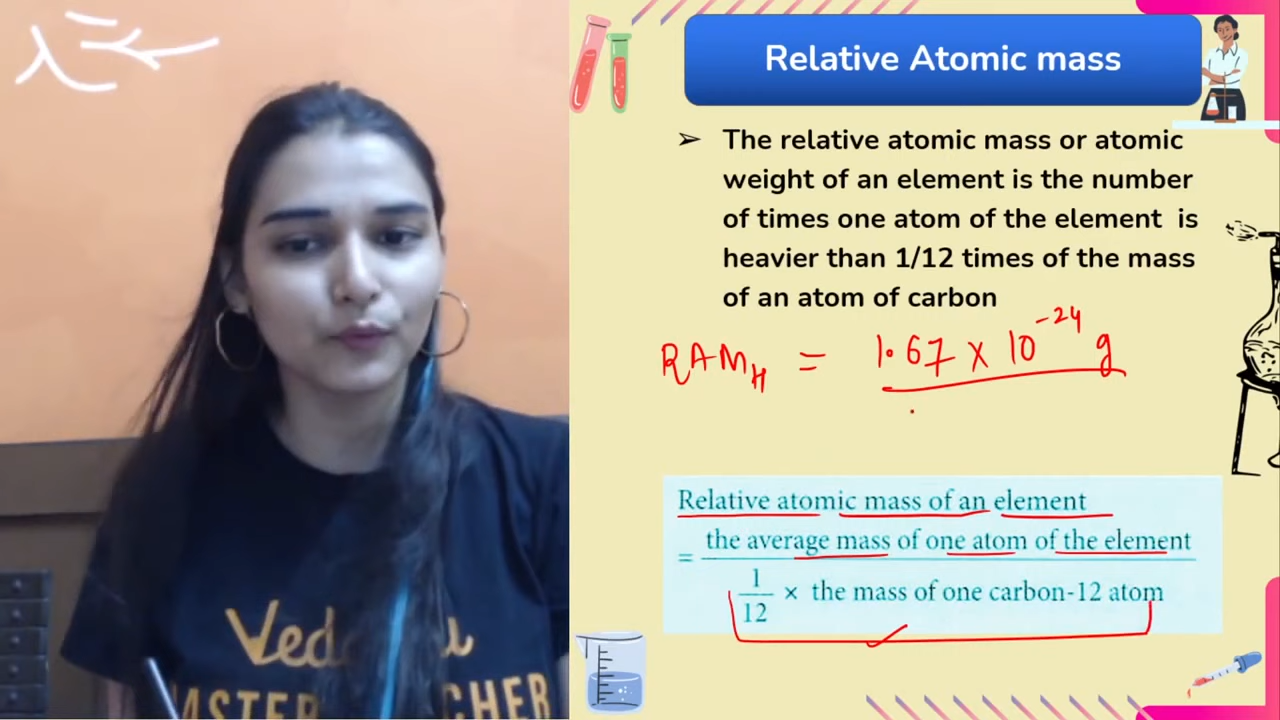 Relative Atomic mass
➢ The relative atomic mass or atomic
weight of an element is the number
of times one atom of the element is
heavier than 1/12 times of the mass
of an atom of carbon
RAM_H = 1.67 x 10^-24 g
Relative atomic mass of an element
= the average mass of one atom of the element
1/12 × the mass of one carbon-12 atom